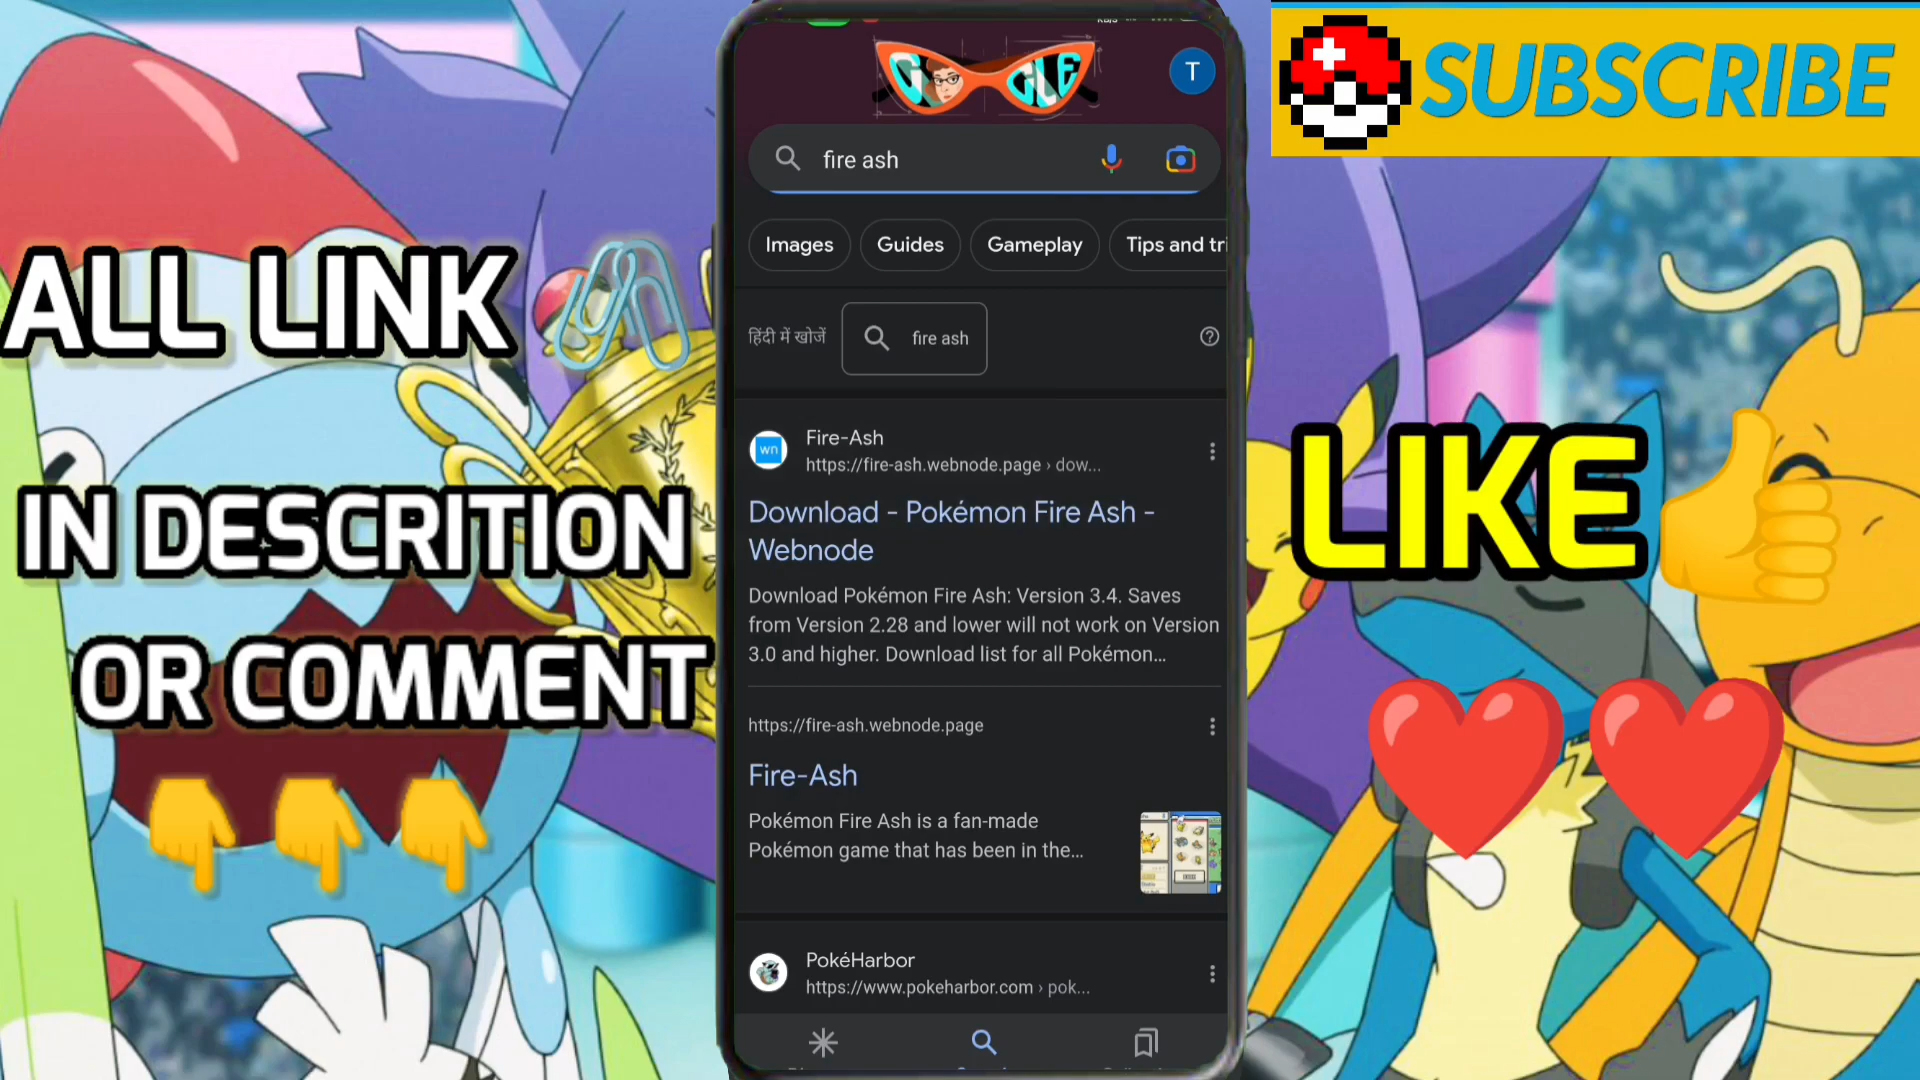 SUBSCRIBE
ALL LINK
IN DESCRITION
OR COMMENT
LIKE
GOGLE
T
fire ash
Images
Guides
Gameplay
Tips and tri
हिंदी में खोजें
fire ash
wn
Fire-Ash
https://fire-ash.webnode.page › dow...
Download - Pokémon Fire Ash -
Webnode
Download Pokémon Fire Ash: Version 3.4. Saves
from Version 2.28 and lower will not work on Version
3.0 and higher. Download list for all Pokémon...
https://fire-ash.webnode.page
Fire-Ash
Pokémon Fire Ash is a fan-made
Pokémon game that has been in the...
PokéHarbor
https://www.pokeharbor.com › pok...